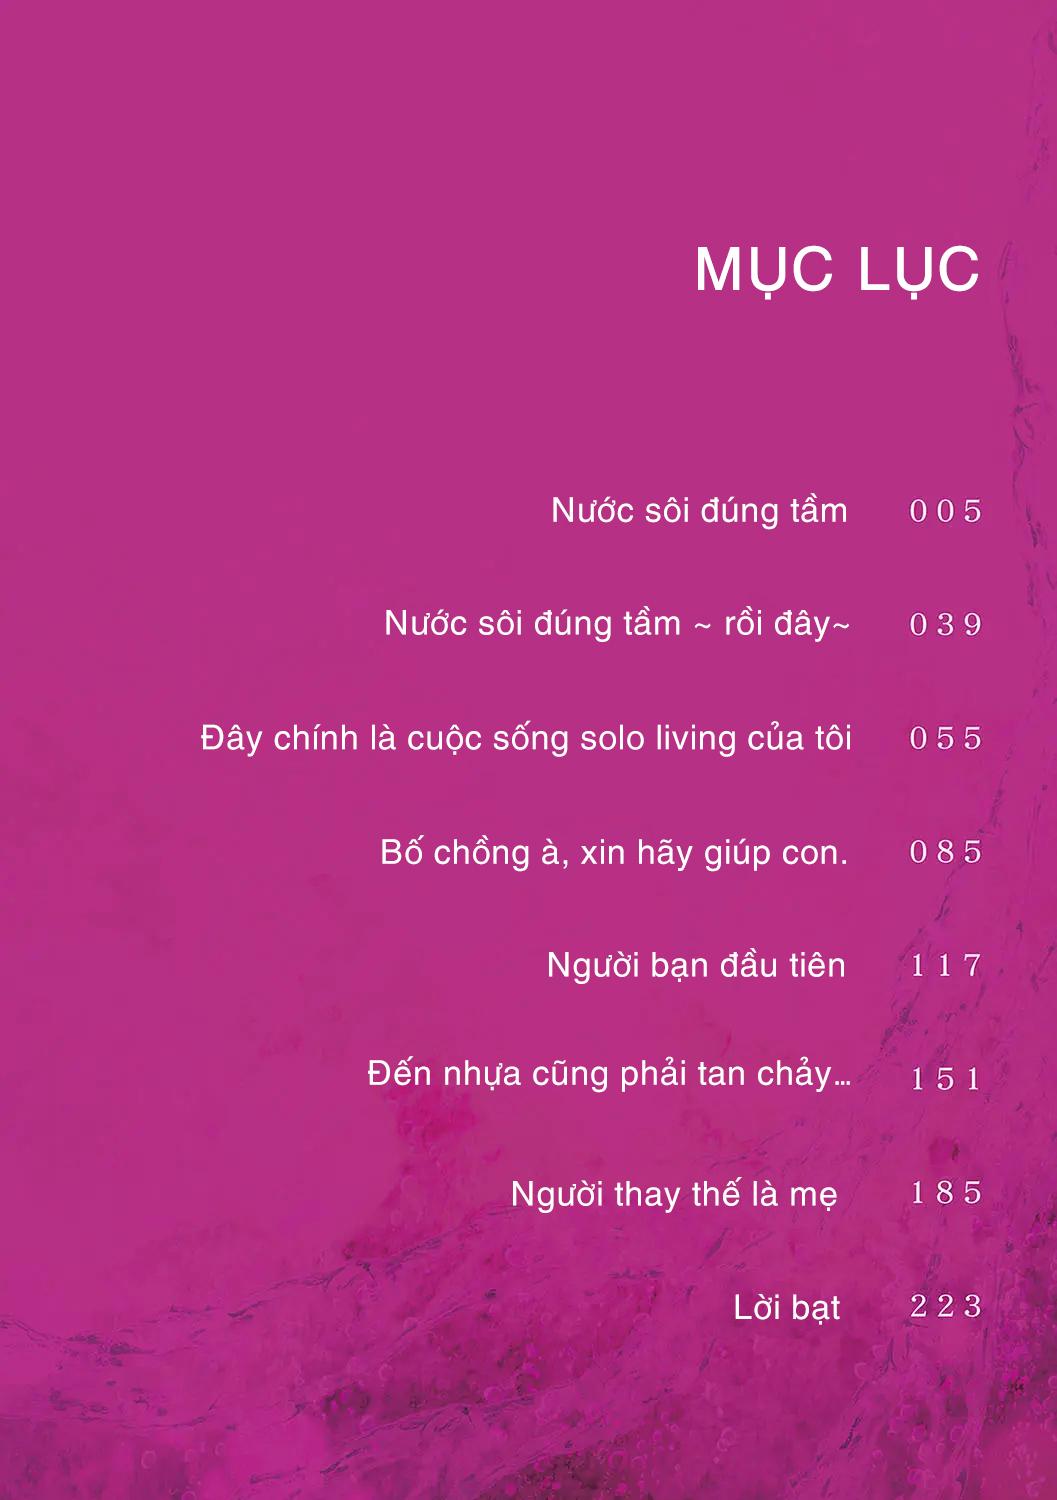 MỤC LỤC
Nước sôi đúng tầm 005
Nước sôi đúng tầm ~ rồi đây~ 039
Đây chính là cuộc sống solo living của tôi 055
Bố chồng à, xin hãy giúp con. 085
Người bạn đầu tiên 117
Đến nhựa cũng phải tan chảy... 151
Người thay thế là mẹ 185
Lời bạt 223